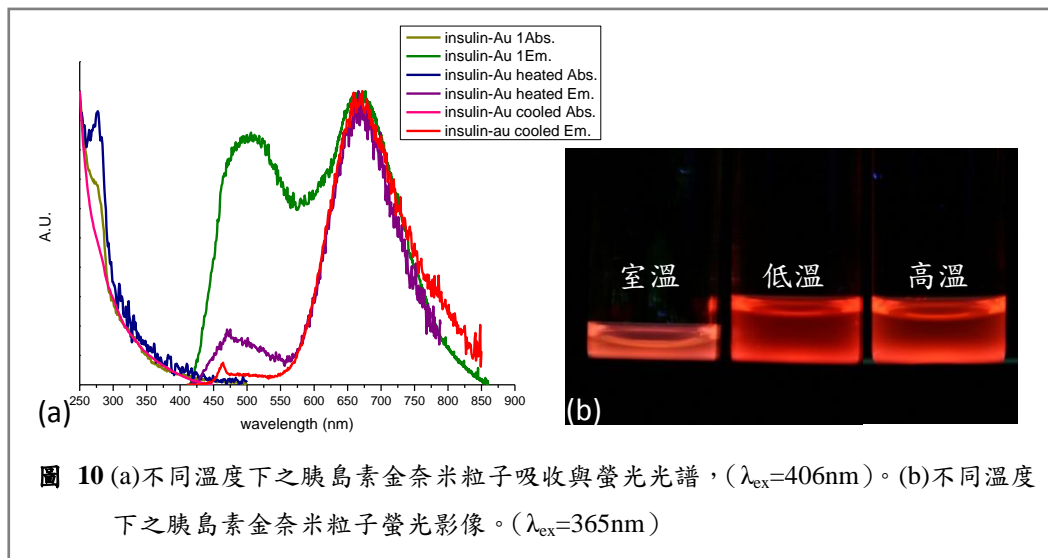 insulin-Au 1Abs.
insulin-Au 1Em.
insulin-Au heated Abs.
insulin-Au heated Em.
insulin-Au cooled Abs.
insulin-au cooled Em.
A.U.
250 300 350 400 450 500 550 600 650 700 750 800 850 900
wavelength (nm)
(a)
室溫 低溫 高溫
(b)
圖 10 (a)不同溫度下之胰島素金奈米粒子吸收與螢光光譜，(λex=406nm)。(b)不同溫度
下之胰島素金奈米粒子螢光影像。(λex=365nm)